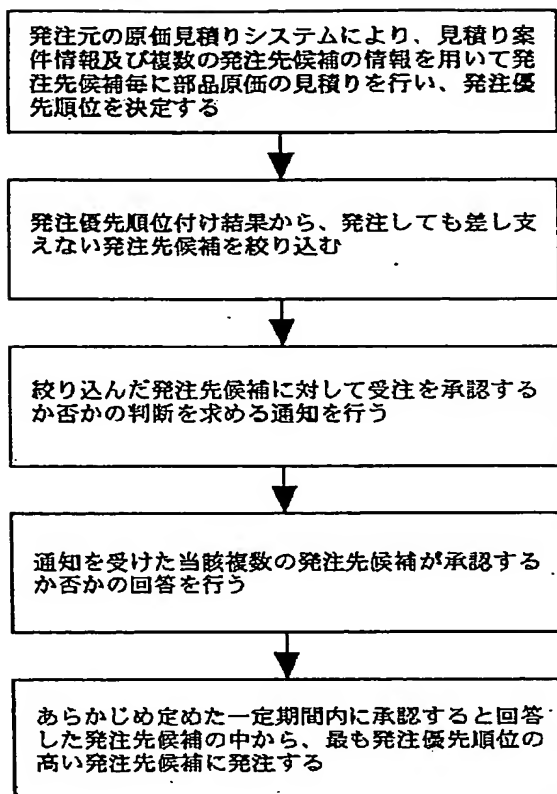 発注元の原価見積りシステムにより、見積り案
件情報及び複数の発注先候補の情報を用いて発
注先候補毎に部品原価の見積りを行い、発注優
先順位を決定する
発注優先順位付け結果から、発注しても差し支
えない発注先候補を絞り込む
絞り込んだ発注先候補に対して受注を承認する
か否かの判断を求める通知を行う
通知を受けた当該複数の発注先候補が承認する
か否かの回答を行う
あらかじめ定めた一定期間内に承認すると回答
した発注先候補の中から、最も発注優先順位の
高い発注先候補に発注する